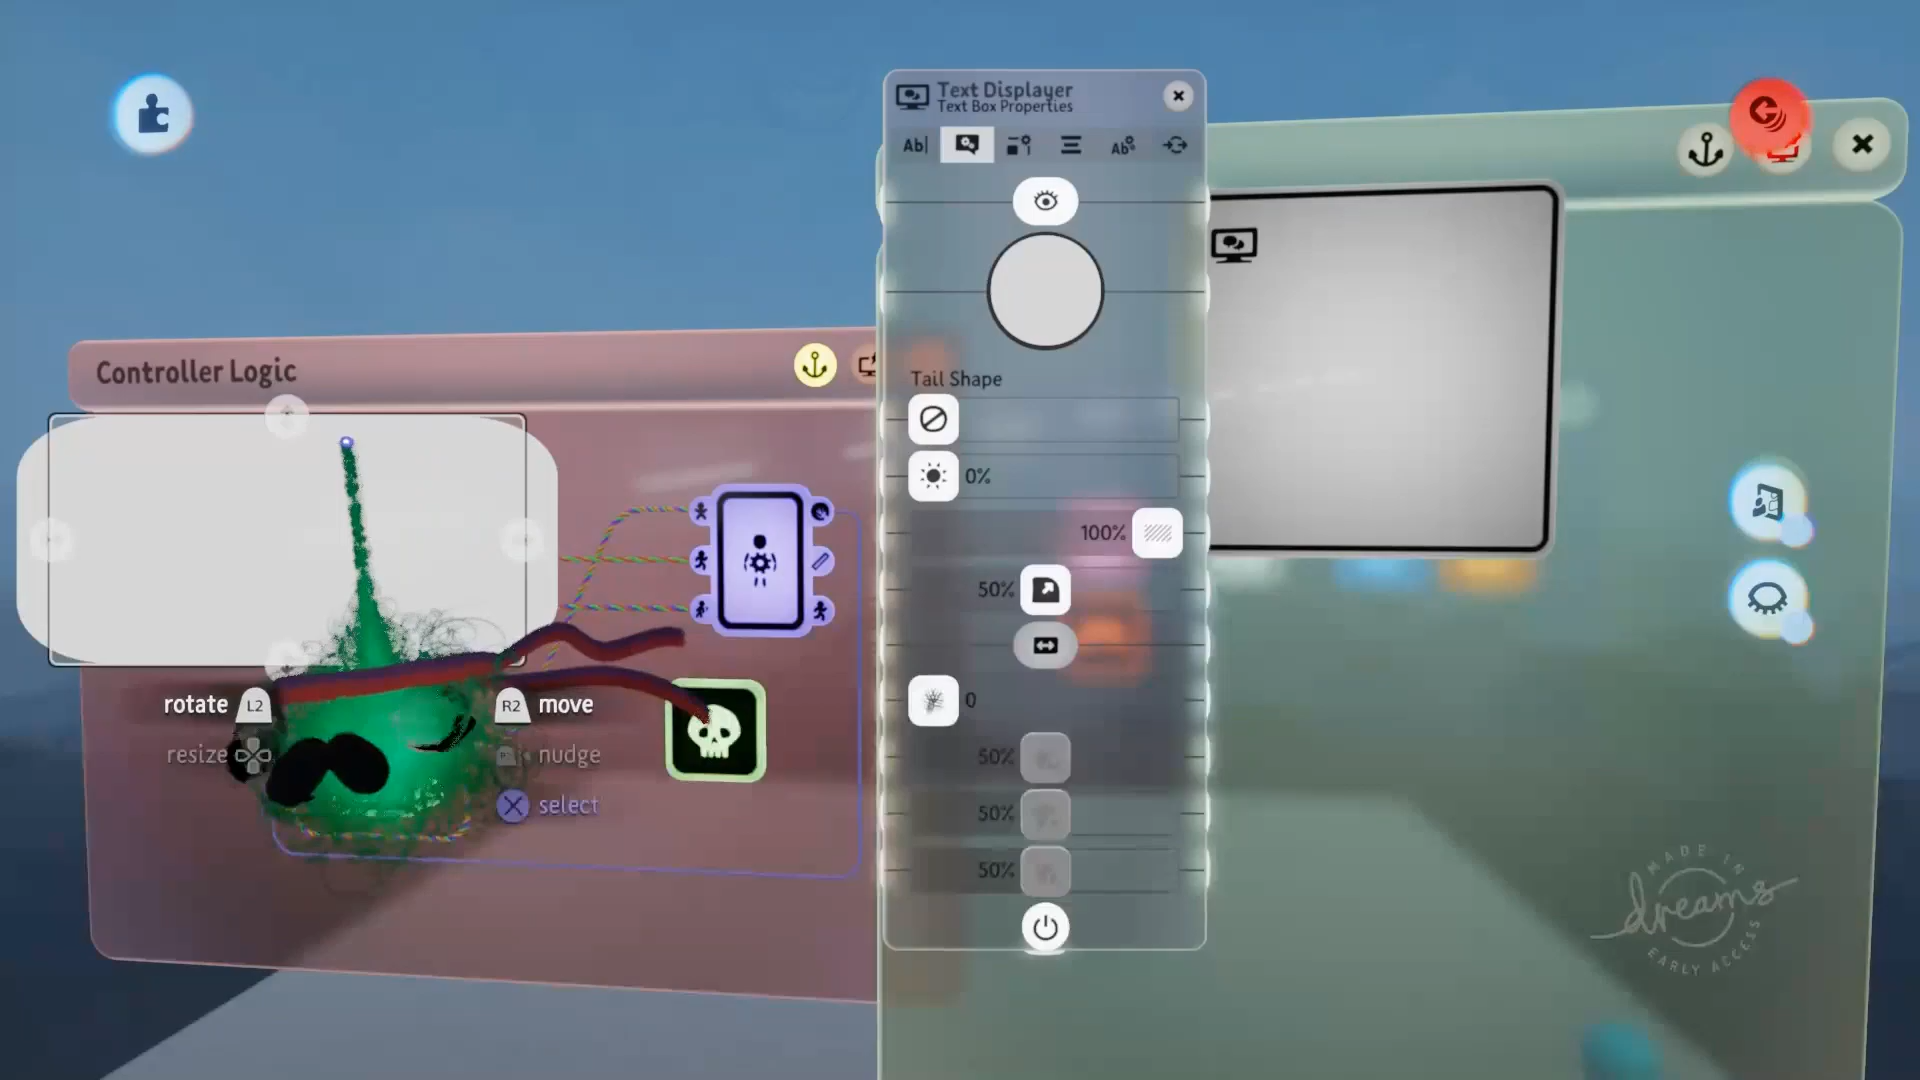 Text Displayer
Text Box Properties
Ab|
Ab
Tail Shape
0%
100%
50%
0
50%
50%
50%
Controller Logic
rotate L2
R2 move
resize
nudge
select
MADE IN
dreams
EARLY ACCESS